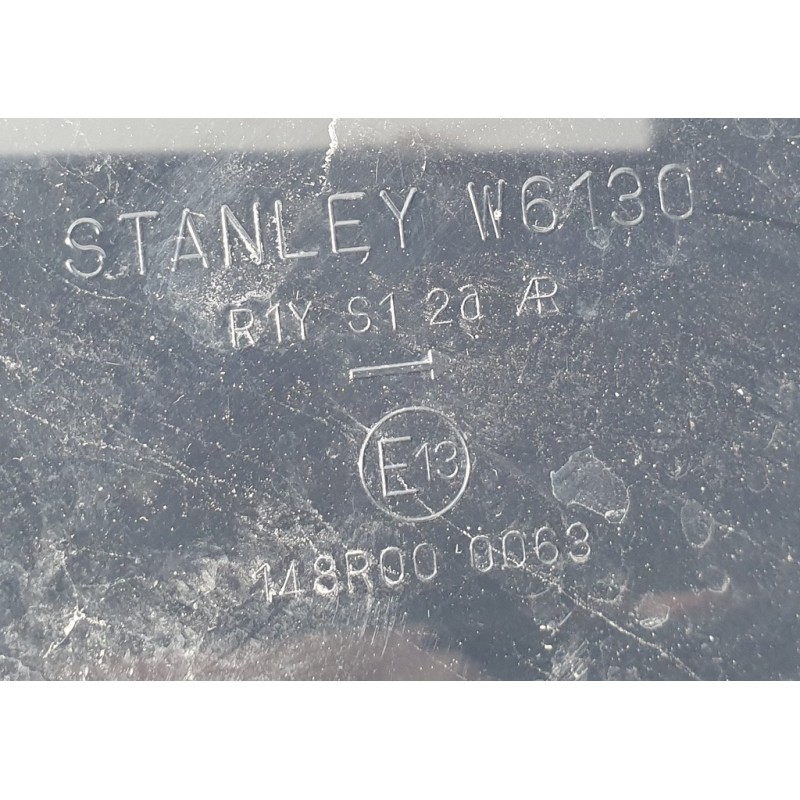 STANLEY W6130
R1Y S1 2a AR
E13
148R00 0063